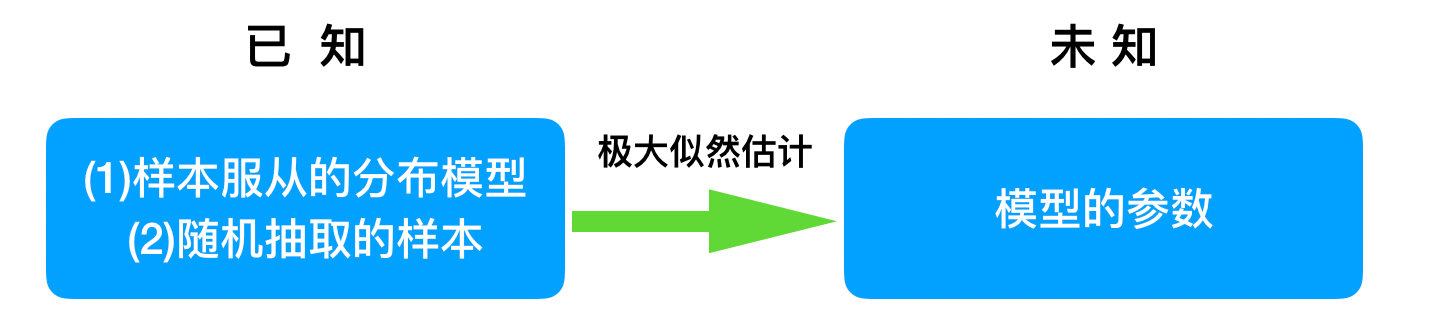 已 知
未 知
(1)样本服从的分布模型
(2)随机抽取的样本
极大似然估计
模型的参数